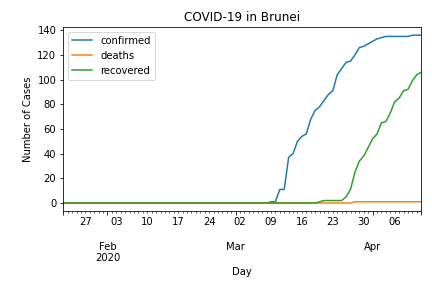 COVID-19 in Brunei
confirmed
deaths
recovered
Number of Cases
140
120
100
80
60
40
20
0
27 03 10 17 24 02 09 16 23 30 06
Feb Mar Apr
2020
Day